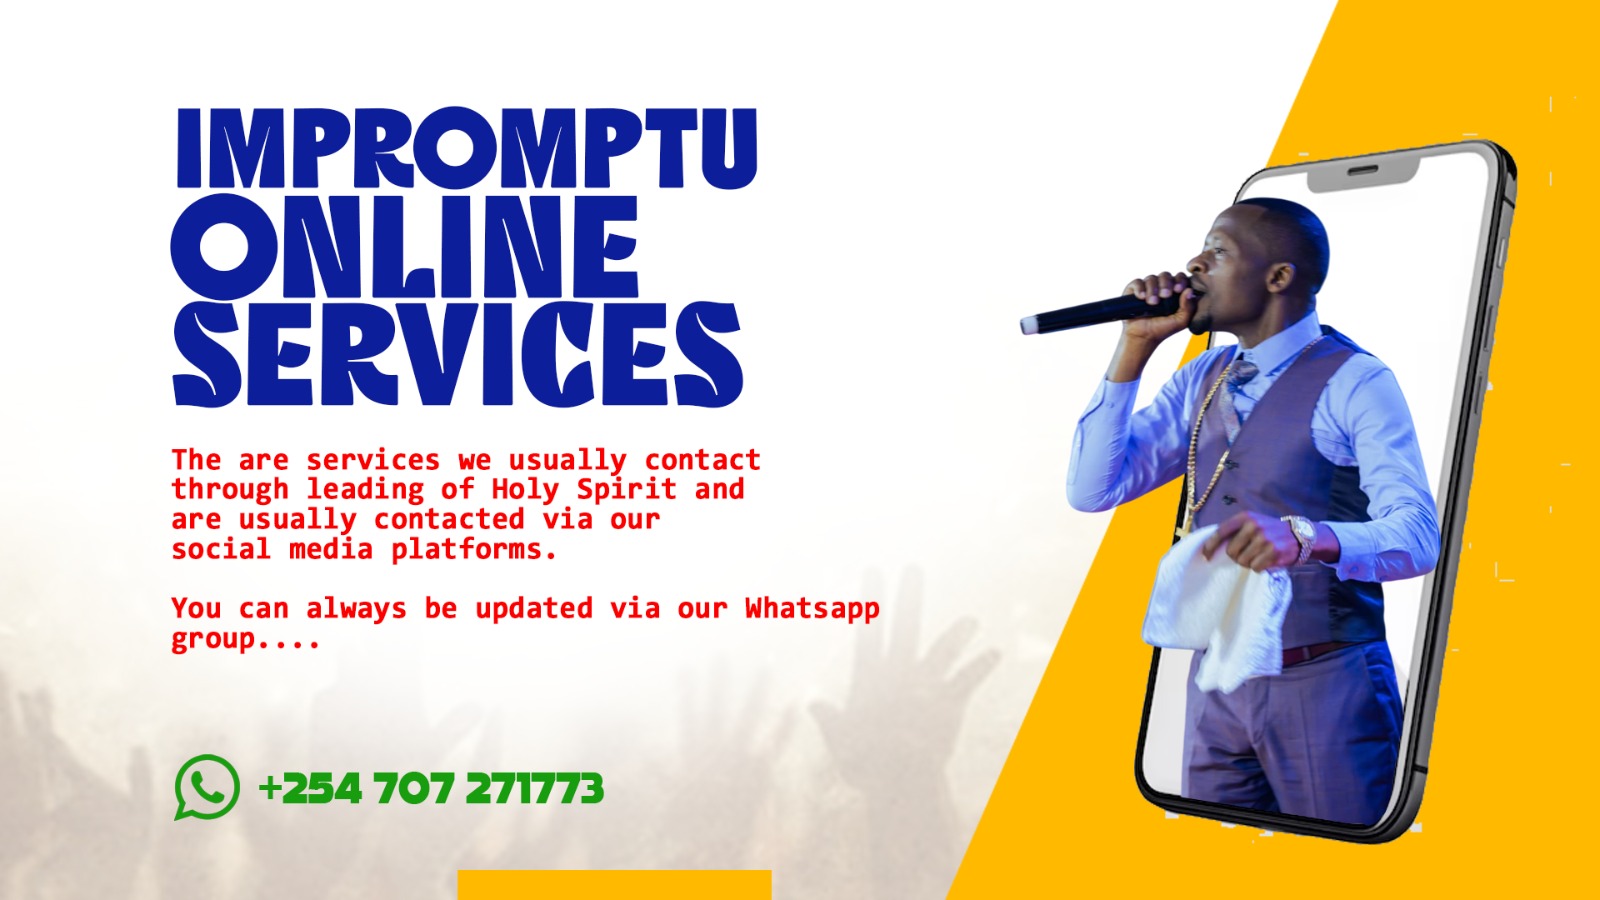 IMPROMPTU
ONLINE
SERVICES
The are services we usually contact
through leading of Holy Spirit and
are usually contacted via our
social media platforms.
You can always be updated via our Whatsapp
group....
+254 707 271773